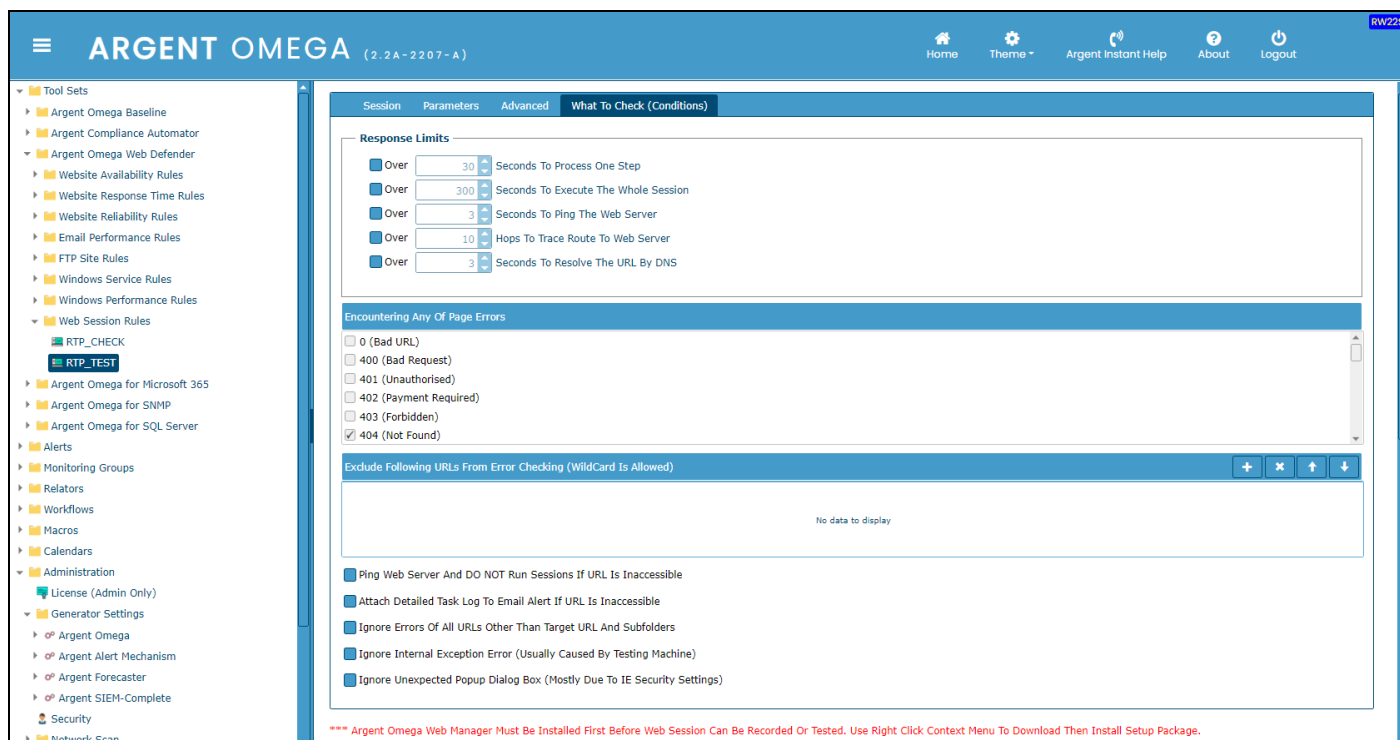 RW229
ARGENT OMEGA (2.2A-2207-A)
Home
Theme
Argent Instant Help
About
Logout
Tool Sets
Argent Omega Baseline
Argent Compliance Automator
Argent Omega Web Defender
Website Availability Rules
Website Response Time Rules
Website Reliability Rules
Email Performance Rules
FTP Site Rules
Windows Service Rules
Windows Performance Rules
Web Session Rules
RTP_CHECK
RTP_TEST
Argent Omega for Microsoft 365
Argent Omega for SNMP
Argent Omega for SQL Server
Alerts
Monitoring Groups
Relators
Workflows
Macros
Calendars
Administration
License (Admin Only)
Generator Settings
Argent Omega
Argent Alert Mechanism
Argent Forecaster
Argent SIEM-Complete
Security
Network Scan
Session Parameters Advanced What To Check (Conditions)
Response Limits
Over 30 Seconds To Process One Step
Over 300 Seconds To Execute The Whole Session
Over 3 Seconds To Ping The Web Server
Over 10 Hops To Trace Route To Web Server
Over 3 Seconds To Resolve The URL By DNS
Encountering Any Of Page Errors
0 (Bad URL)
400 (Bad Request)
401 (Unauthorised)
402 (Payment Required)
403 (Forbidden)
404 (Not Found)
Exclude Following URLs From Error Checking (WildCard Is Allowed)
No data to display
Ping Web Server And DO NOT Run Sessions If URL Is Inaccessible
Attach Detailed Task Log To Email Alert If URL Is Inaccessible
Ignore Errors Of All URLs Other Than Target URL And Subfolders
Ignore Internal Exception Error (Usually Caused By Testing Machine)
Ignore Unexpected Popup Dialog Box (Mostly Due To IE Security Settings)
*** Argent Omega Web Manager Must Be Installed First Before Web Session Can Be Recorded Or Tested. Use Right Click Context Menu To Download Then Install Setup Package.